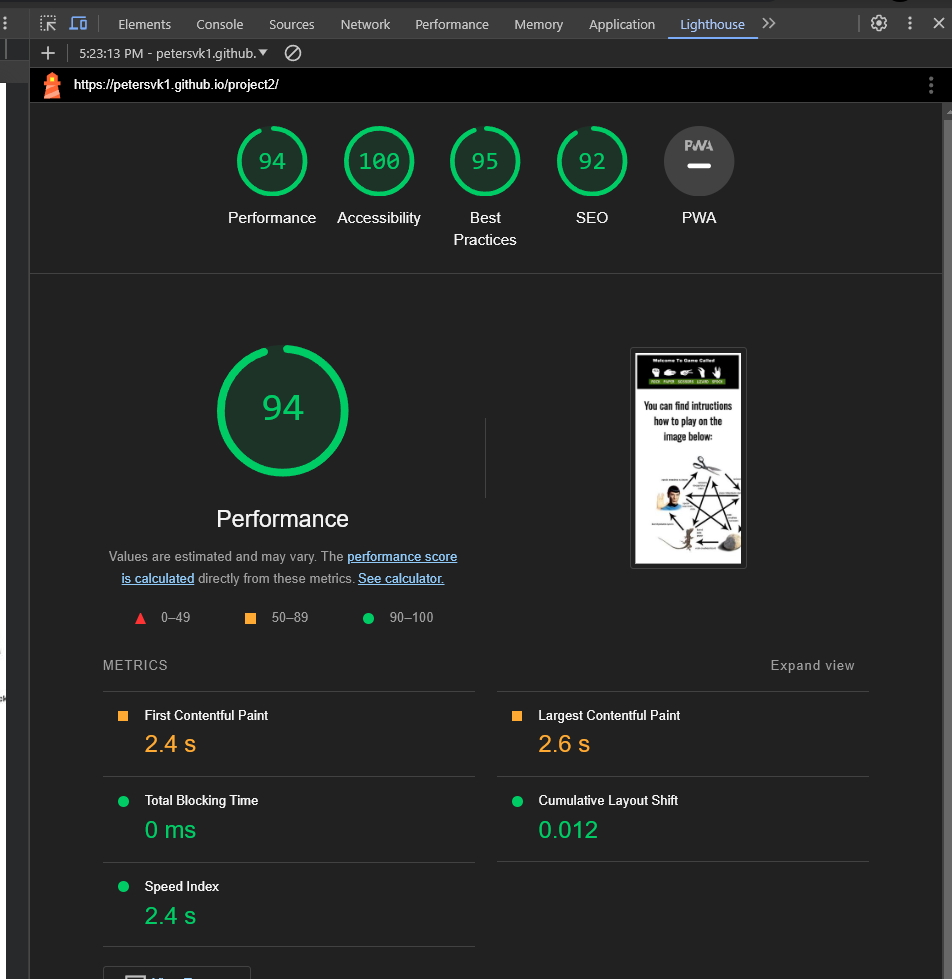 Elements Console Sources Network Performance Memory Application Lighthouse
5:23:13 PM - petersvk1.github.
https://petersvk1.github.io/project2/
94 100 95 92 PWA
Performance Accessibility Best Practices SEO PWA
94
Performance
Values are estimated and may vary. The performance score
is calculated directly from these metrics. See calculator.
0–49 50–89 90–100
Welcome To Game Called
ROCK PAPER SCISSORS LIZARD SPOCK
You can find intructions
how to play on the
image below:
METRICS
Expand view
First Contentful Paint
2.4 s
Largest Contentful Paint
2.6 s
Total Blocking Time
0 ms
Cumulative Layout Shift
0.012
Speed Index
2.4 s